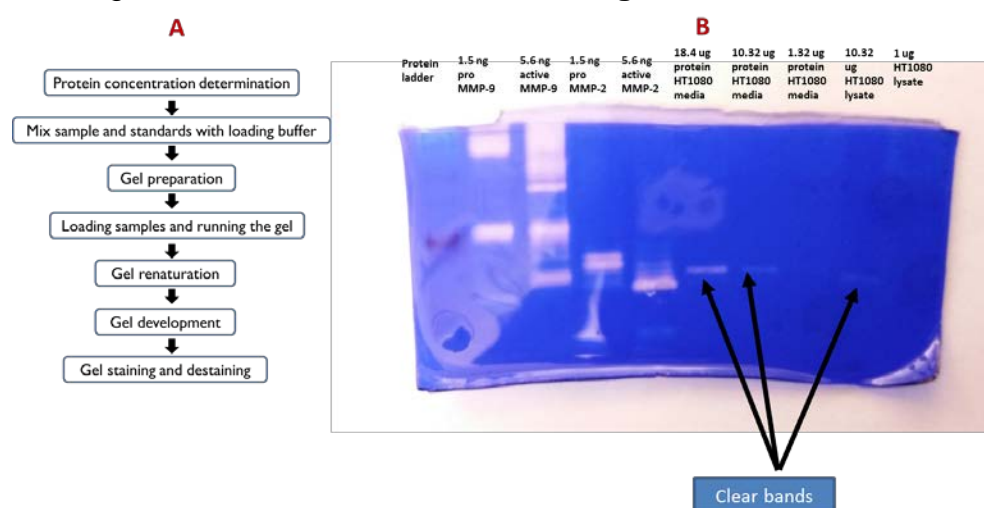 A
Protein concentration determination
Mix sample and standards with loading buffer
Gel preparation
Loading samples and running the gel
Gel renaturation
Gel development
Gel staining and destaining
B
Protein
ladder
1.5 ng
pro
MMP-9
5.6 ng
active
MMP-9
1.5 ng
pro
MMP-2
5.6 ng
active
MMP-2
18.4 ug
protein
HT1080
media
10.32 ug
protein
HT1080
media
1.32 ug
protein
HT1080
media
10.32
ug
HT1080
lysate
1 ug
HT1080
lysate
Clear bands